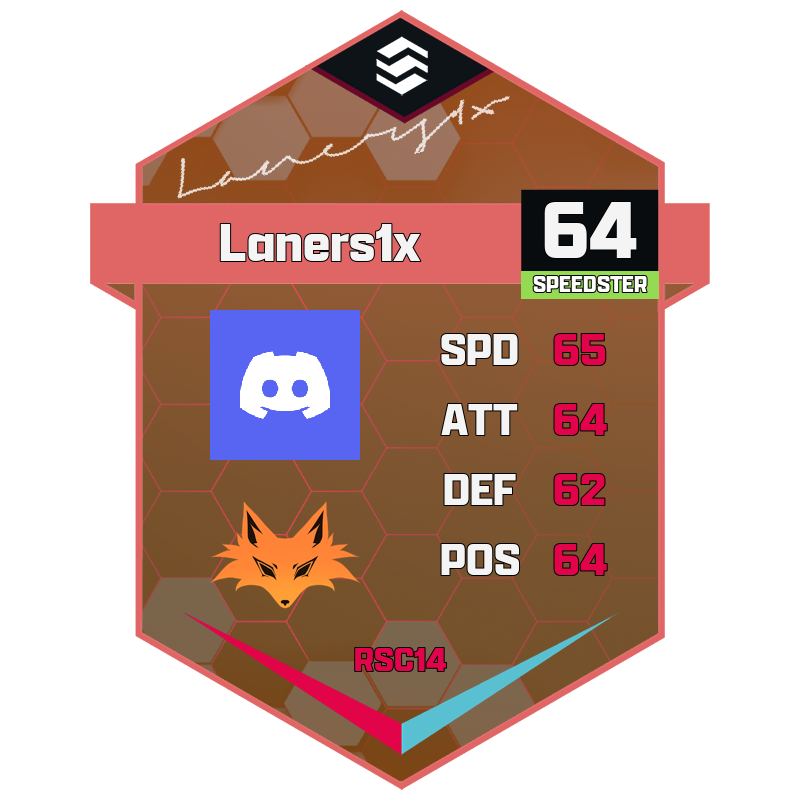 Laners1x
Laners1x
64
SPEEDSTER
SPD 65
ATT 64
DEF 62
POS 64
RSC14